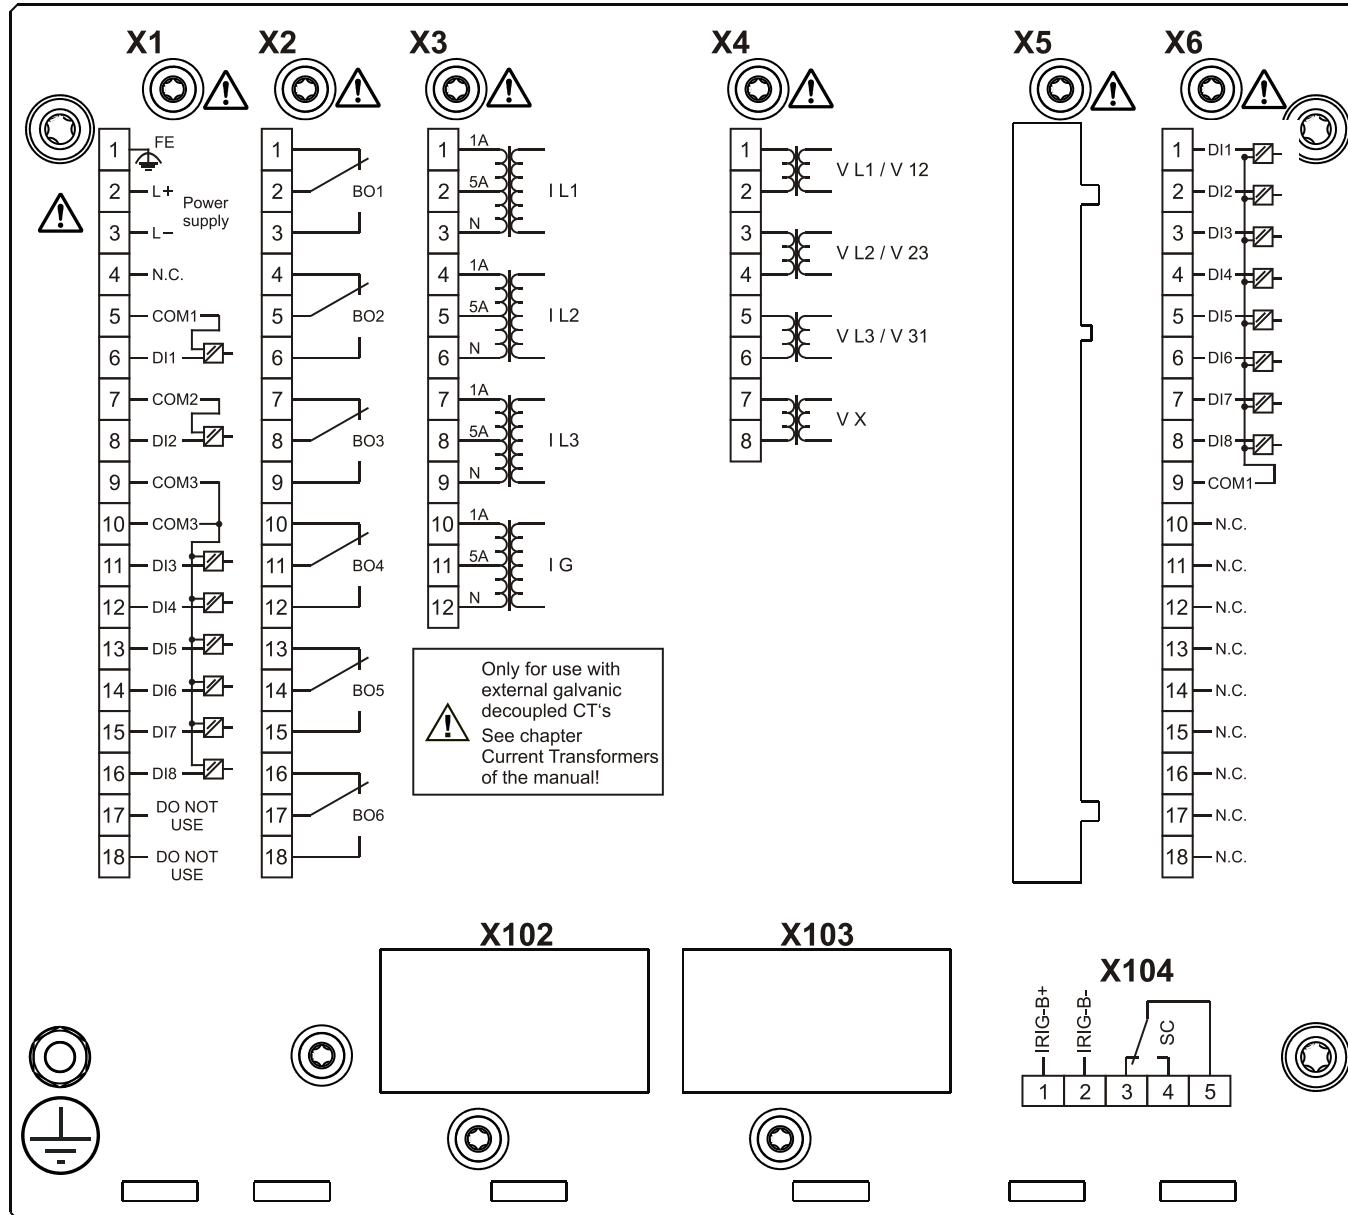 X1 X2 X3 X4 X5 X6
1 FE
2 L+
Power
supply
3 L–
4 N.C.
5 COM1
6 DI1
7 COM2
8 DI2
9 COM3
10 COM3
11 DI3
12 DI4
13 DI5
14 DI6
15 DI7
16 DI8
17 DO NOT
USE
18 DO NOT
USE
1
2 BO1
3
4
5 BO2
6
7
8 BO3
9
10
11 BO4
12
13
14 BO5
15
16
17 BO6
18
1 1A
2 5A I L1
3 N
4 1A
5 5A I L2
6 N
7 1A
8 5A I L3
9 N
10 1A
11 5A I G
12 N
Only for use with
external galvanic
decoupled CT‘s
See chapter
Current Transformers
of the manual!
1
V L1 / V 12
2
3
V L2 / V 23
4
5
V L3 / V 31
6
7
V X
8
1 DI1
2 DI2
3 DI3
4 DI4
5 DI5
6 DI6
7 DI7
8 DI8
9 COM1
10 N.C.
11 N.C.
12 N.C.
13 N.C.
14 N.C.
15 N.C.
16 N.C.
17 N.C.
18 N.C.
X102 X103
X104
IRIG-B+
IRIG-B-
SC
1 2 3 4 5